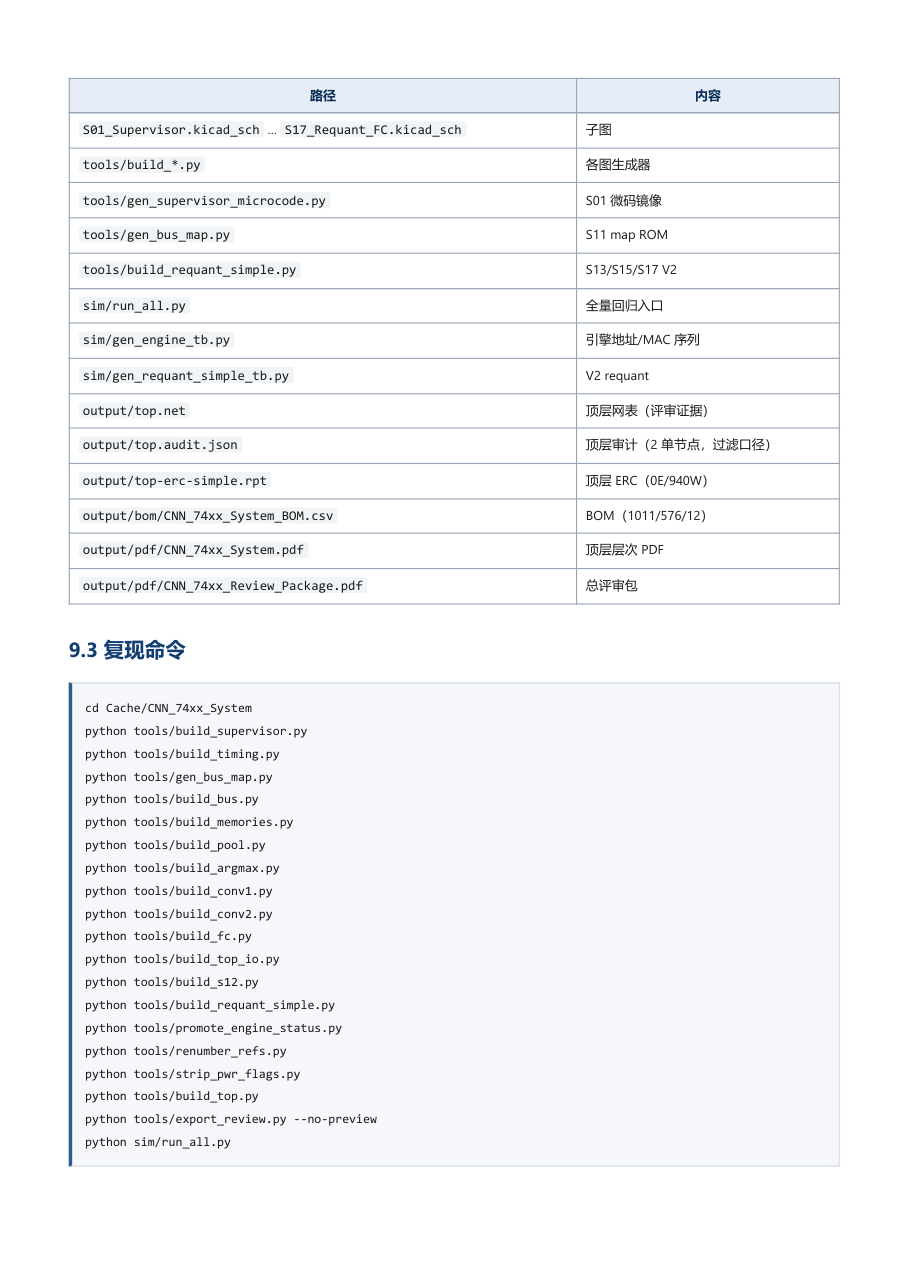 路径 内容
S01_Supervisor.kicad_sch … S17_Requant_FC.kicad_sch 子图
tools/build_*.py 各图生成器
tools/gen_supervisor_microcode.py S01 微码镜像
tools/gen_bus_map.py S11 map ROM
tools/build_requant_simple.py S13/S15/S17 V2
sim/run_all.py 全量回归入口
sim/gen_engine_tb.py 引擎地址/MAC 序列
sim/gen_requant_simple_tb.py V2 requant
output/top.net 顶层网表（评审证据）
output/top.audit.json 顶层审计（2 单节点，过滤口径）
output/top-erc-simple.rpt 顶层 ERC（0E/940W）
output/bom/CNN_74xx_System_BOM.csv BOM（1011/576/12）
output/pdf/CNN_74xx_System.pdf 顶层层次 PDF
output/pdf/CNN_74xx_Review_Package.pdf 总评审包
9.3 复现命令
cd Cache/CNN_74xx_System
python tools/build_supervisor.py
python tools/build_timing.py
python tools/gen_bus_map.py
python tools/build_bus.py
python tools/build_memories.py
python tools/build_pool.py
python tools/build_argmax.py
python tools/build_conv1.py
python tools/build_conv2.py
python tools/build_fc.py
python tools/build_top_io.py
python tools/build_s12.py
python tools/build_requant_simple.py
python tools/promote_engine_status.py
python tools/renumber_refs.py
python tools/strip_pwr_flags.py
python tools/build_top.py
python tools/export_review.py --no-preview
python sim/run_all.py